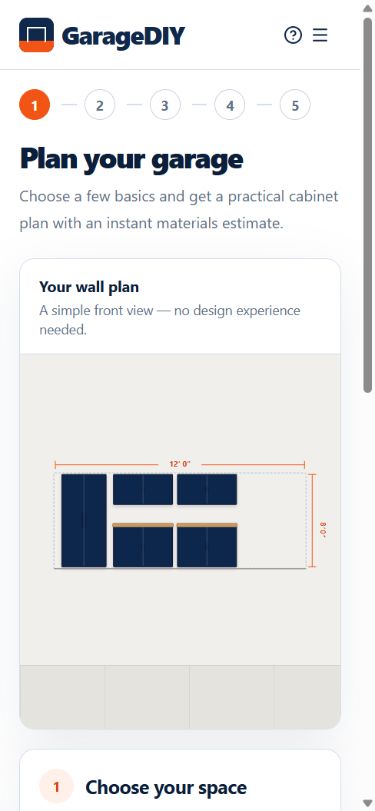 GarageDIY
?
1
2
3
4
5
Plan your garage
Choose a few basics and get a practical cabinet
plan with an instant materials estimate.
Your wall plan
A simple front view — no design experience
needed.
12' 0"
8' 0"
1
Choose your space